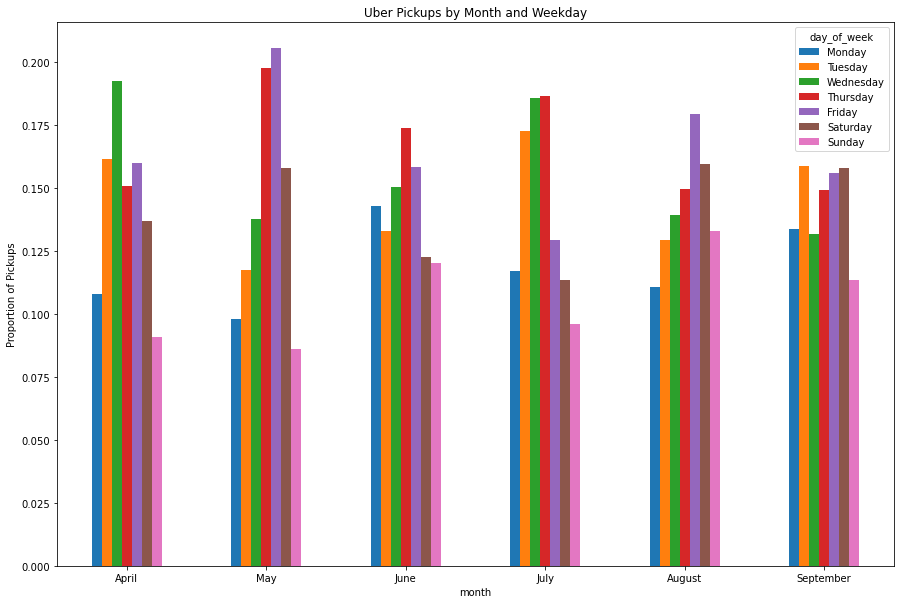 Uber Pickups by Month and Weekday
day_of_week
Monday
Tuesday
Wednesday
Thursday
Friday
Saturday
Sunday
Proportion of Pickups
0.200
0.175
0.150
0.125
0.100
0.075
0.050
0.025
0.000
April May June July August September
month